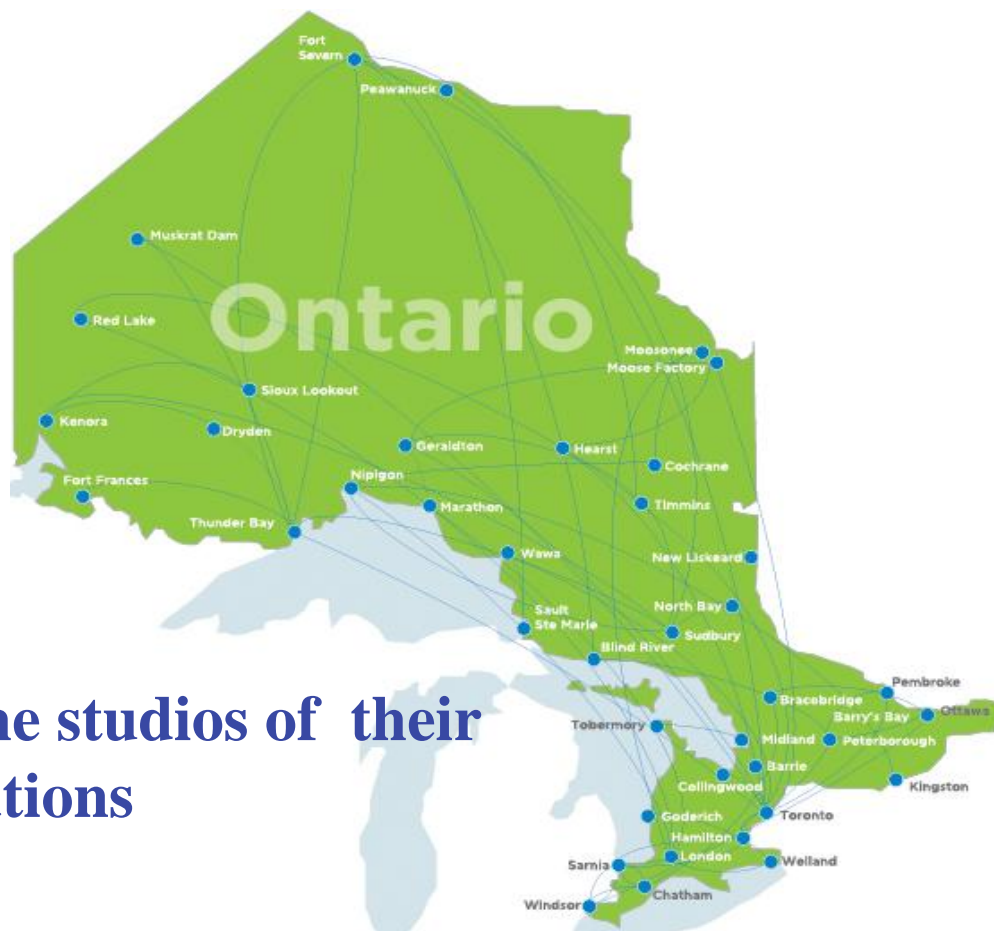 Fort
Severn
Peawanuck
Muskrat Dam
Ontario
Red Lake
Moosonee
Moose Factory
Sioux Lookout
Kenora
Dryden
Geraldton
Hearst
Cochrane
Fort Frances
Nipigon
Marathon
Timmins
Thunder Bay
Wawa
New Liskeard
North Bay
Sault
Ste Marie
Sudbury
Blind River
Pembroke
Bracebridge
Barry's Bay
Ottawa
Tobermory
Midland
Peterborough
Barrie
Collingwood
Kingston
Goderich
Toronto
Hamilton
London
Sarnia
Welland
Chatham
Windsor
he studios of their
ations